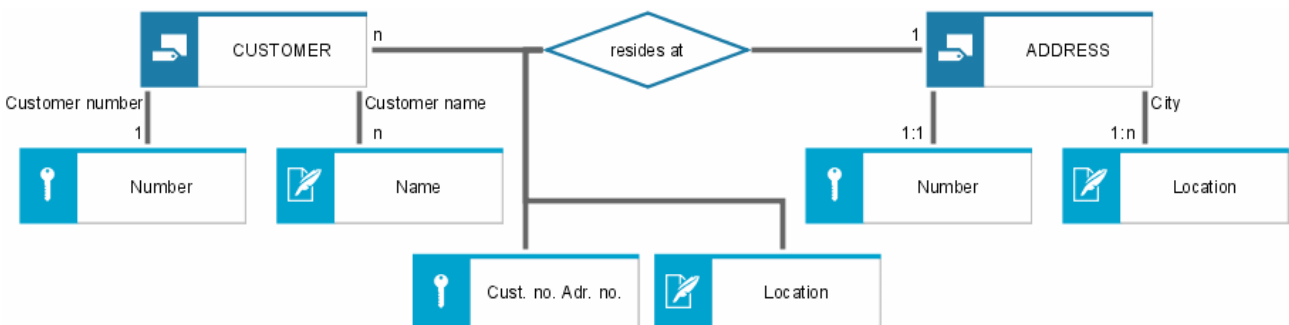 n
resides at
1
CUSTOMER
ADDRESS
Customer number
Customer name
City
1
n
1:1
1:n
Number
Name
Number
Location
Cust. no. Adr. no.
Location